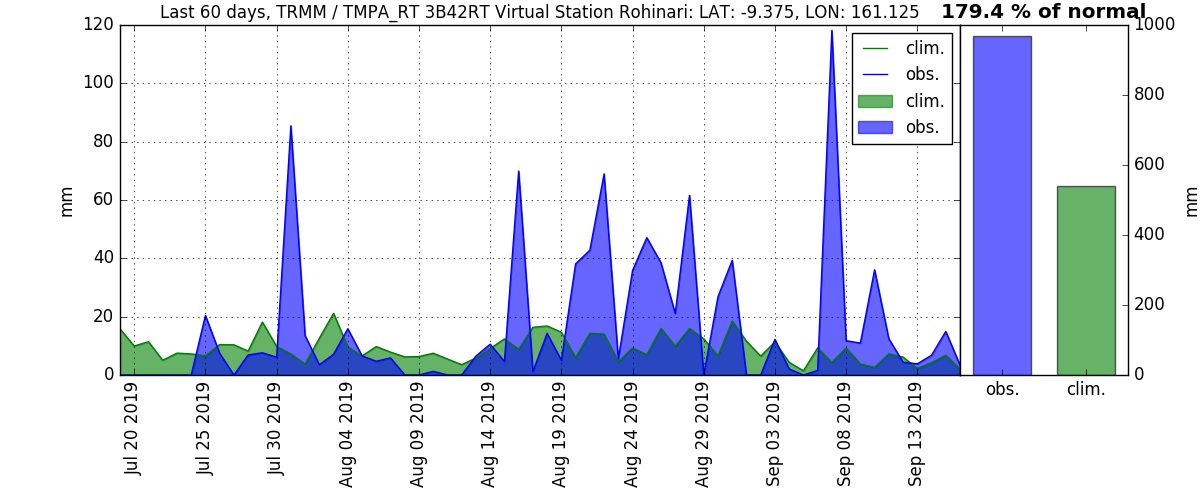 Last 60 days, TRMM / TMPA_RT 3B42RT Virtual Station Rohinari: LAT: -9.375, LON: 161.125
179.4 % of normal
120
100
80
60
40
20
0
mm
clim.
obs.
clim.
obs.
1000
800
600
400
200
0
mm
Jul 20 2019
Jul 25 2019
Jul 30 2019
Aug 04 2019
Aug 09 2019
Aug 14 2019
Aug 19 2019
Aug 24 2019
Aug 29 2019
Sep 03 2019
Sep 08 2019
Sep 13 2019
obs.
clim.